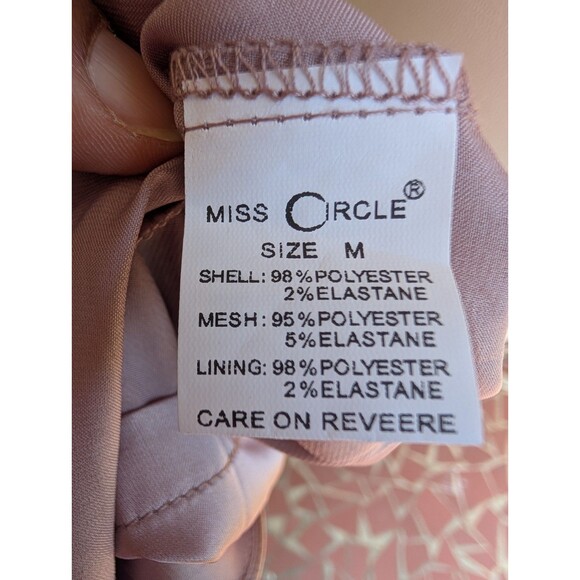 MISS CIRCLE®
SIZE M
SHELL: 98%POLYESTER
2%ELASTANE
MESH: 95%POLYESTER
5%ELASTANE
LINING: 98%POLYESTER
2%ELASTANE
CARE ON REVEERE